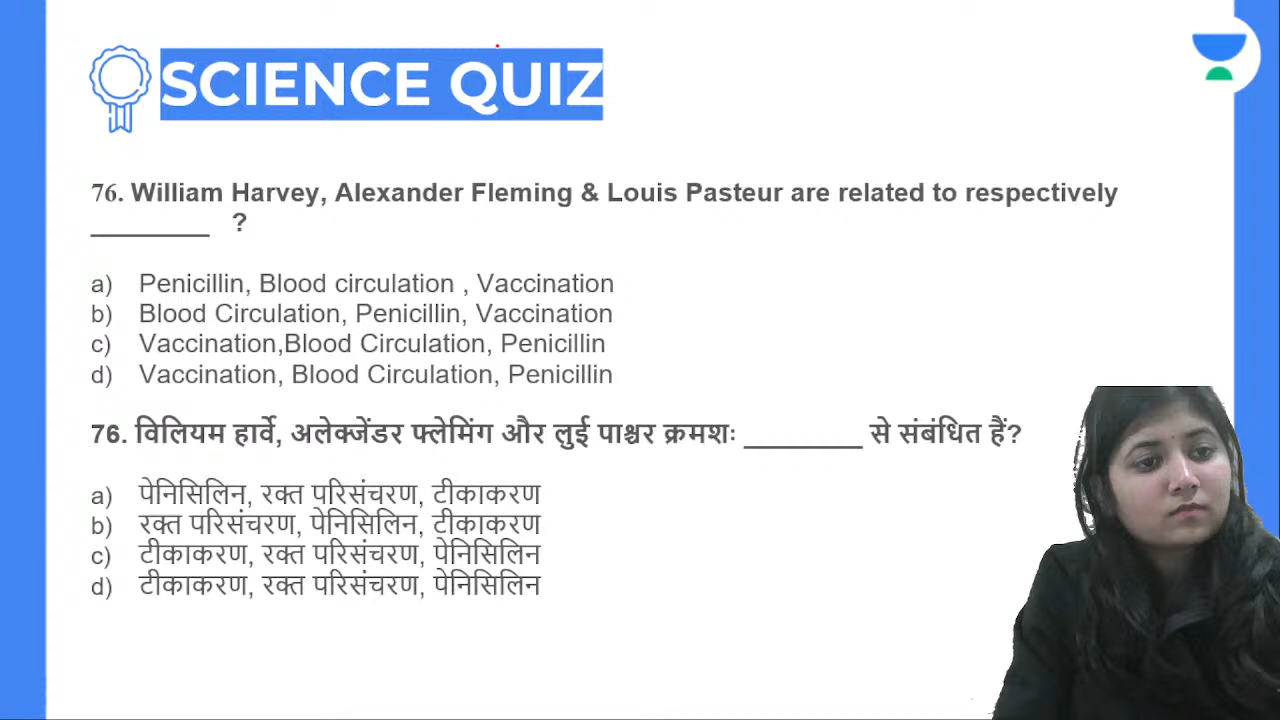 SCIENCE QUIZ
76. William Harvey, Alexander Fleming & Louis Pasteur are related to respectively
________ ?
a) Penicillin, Blood circulation , Vaccination
b) Blood Circulation, Penicillin, Vaccination
c) Vaccination,Blood Circulation, Penicillin
d) Vaccination, Blood Circulation, Penicillin
76. विलियम हार्वे, अलेक्जेंडर फ्लेमिंग और लुई पाश्चर क्रमशः ________ से संबंधित हैं?
a) पेनिसिलिन, रक्त परिसंचरण, टीकाकरण
b) रक्त परिसंचरण, पेनिसिलिन, टीकाकरण
c) टीकाकरण, रक्त परिसंचरण, पेनिसिलिन
d) टीकाकरण, रक्त परिसंचरण, पेनिसिलिन